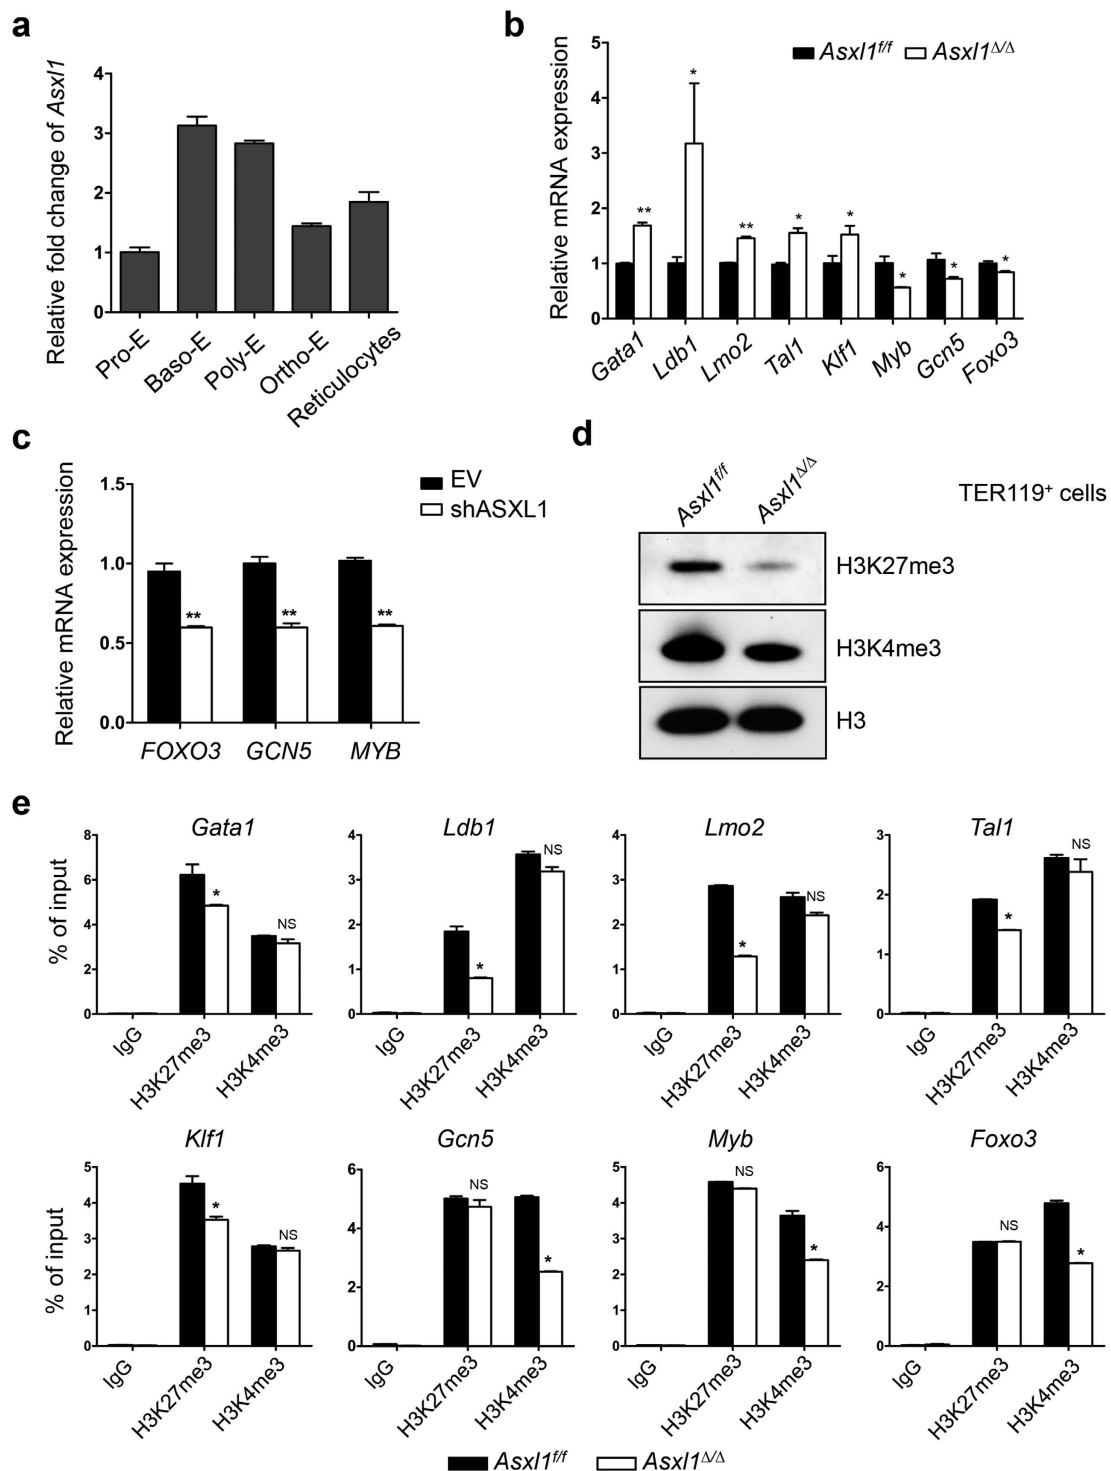 a
Relative fold change of Asxl1
4
3
2
1
0
Pro-E
Baso-E
Poly-E
Ortho-E
Reticulocytes
b
Relative mRNA expression
Asxl1f/f Asxl1Δ/Δ
5
4
3
2
1
0
** * ** * * * * *
Gata1
Ldb1
Lmo2
Tal1
Klf1
Myb
Gcn5
Foxo3
c
Relative mRNA expression
EV
shASXL1
1.5
1.0
0.5
0.0
** ** **
FOXO3 GCN5 MYB
d
Asxl1f/f
Asxl1Δ/Δ
TER119+ cells
H3K27me3
H3K4me3
H3
e
% of input
Gata1
8
6
4
2
0
* NS
IgG
H3K27me3
H3K4me3
Ldb1
4
3
2
1
0
* NS
IgG
H3K27me3
H3K4me3
Lmo2
4
3
2
1
0
* NS
IgG
H3K27me3
H3K4me3
Tal1
3
2
1
0
* NS
IgG
H3K27me3
H3K4me3
% of input
Klf1
5
4
3
2
1
0
* NS
IgG
H3K27me3
H3K4me3
Gcn5
6
4
2
0
NS *
IgG
H3K27me3
H3K4me3
Myb
5
4
3
2
1
0
NS *
IgG
H3K27me3
H3K4me3
Foxo3
6
4
2
0
NS *
IgG
H3K27me3
H3K4me3
Asxl1f/f Asxl1Δ/Δ